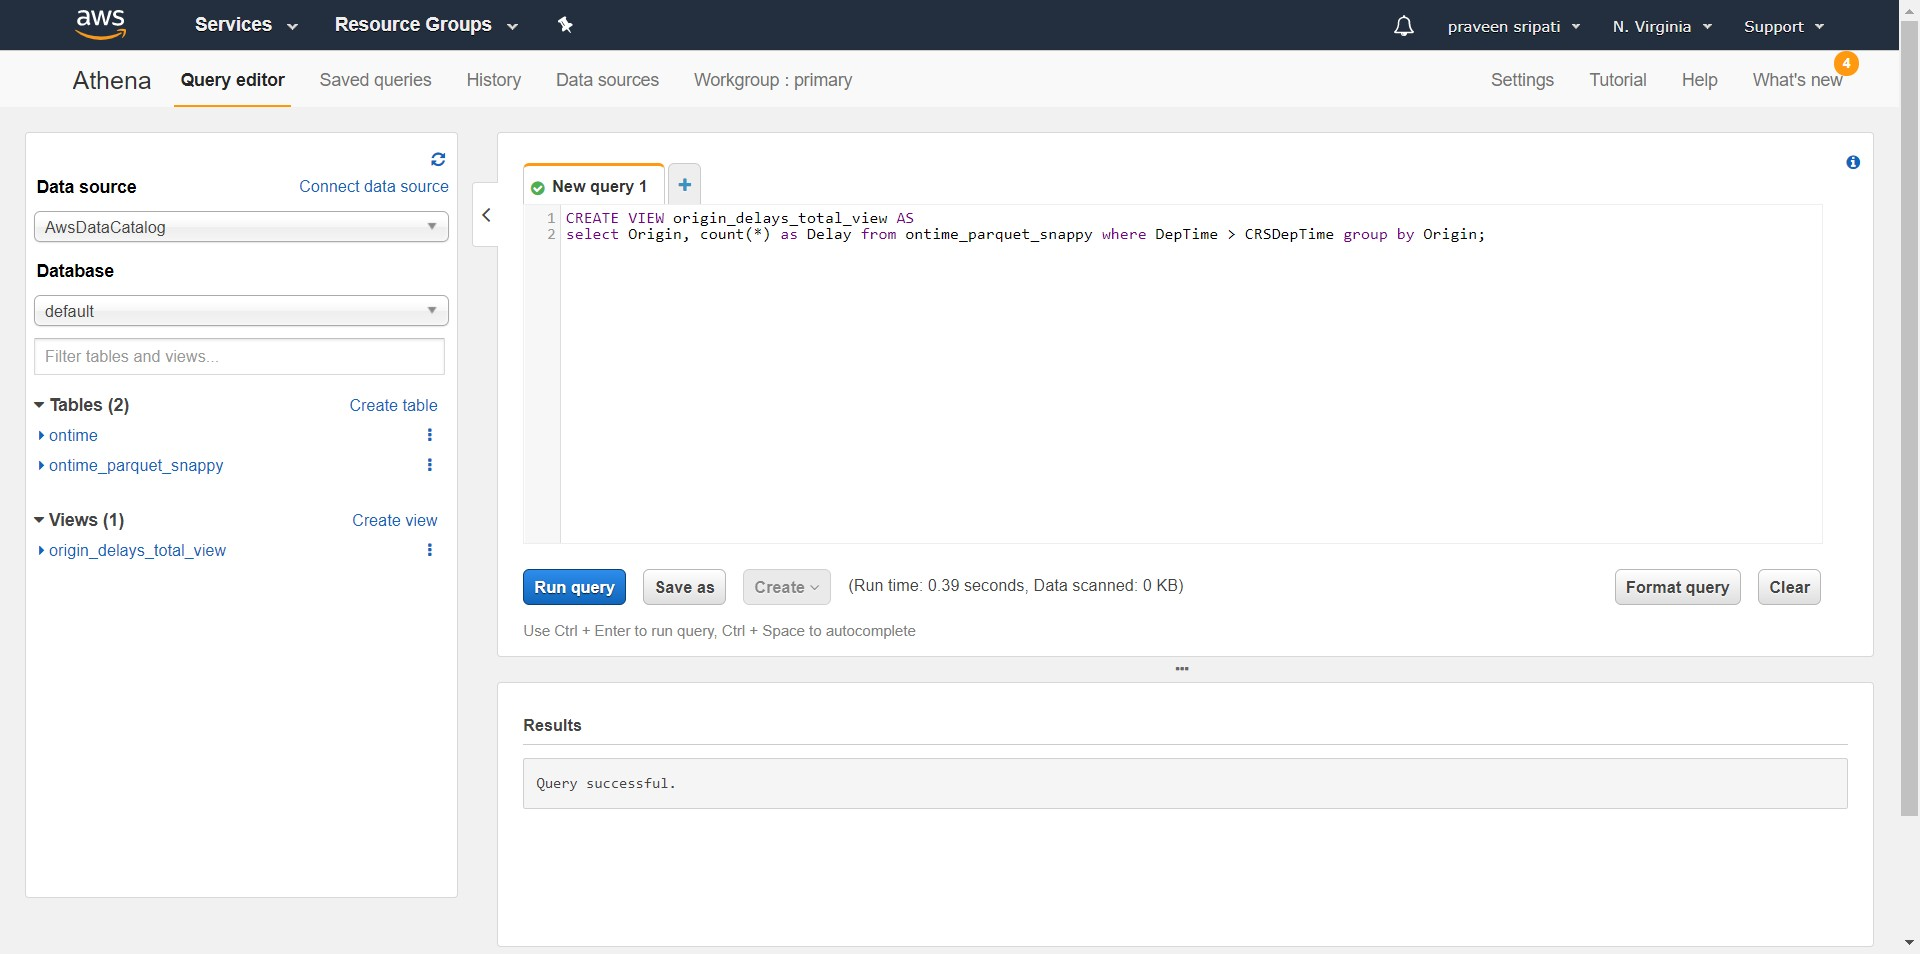 aws
Services
Resource Groups
praveen sripati
N. Virginia
Support
Athena
Query editor
Saved queries
History
Data sources
Workgroup : primary
Settings
Tutorial
Help
What's new
4
Data source
Connect data source
AwsDataCatalog
Database
default
Filter tables and views...
Tables (2)
Create table
ontime
ontime_parquet_snappy
Views (1)
Create view
origin_delays_total_view
New query 1
+
1 CREATE VIEW origin_delays_total_view AS
2 select Origin, count(*) as Delay from ontime_parquet_snappy where DepTime > CRSDepTime group by Origin;
Run query
Save as
Create
(Run time: 0.39 seconds, Data scanned: 0 KB)
Format query
Clear
Use Ctrl + Enter to run query, Ctrl + Space to autocomplete
Results
Query successful.